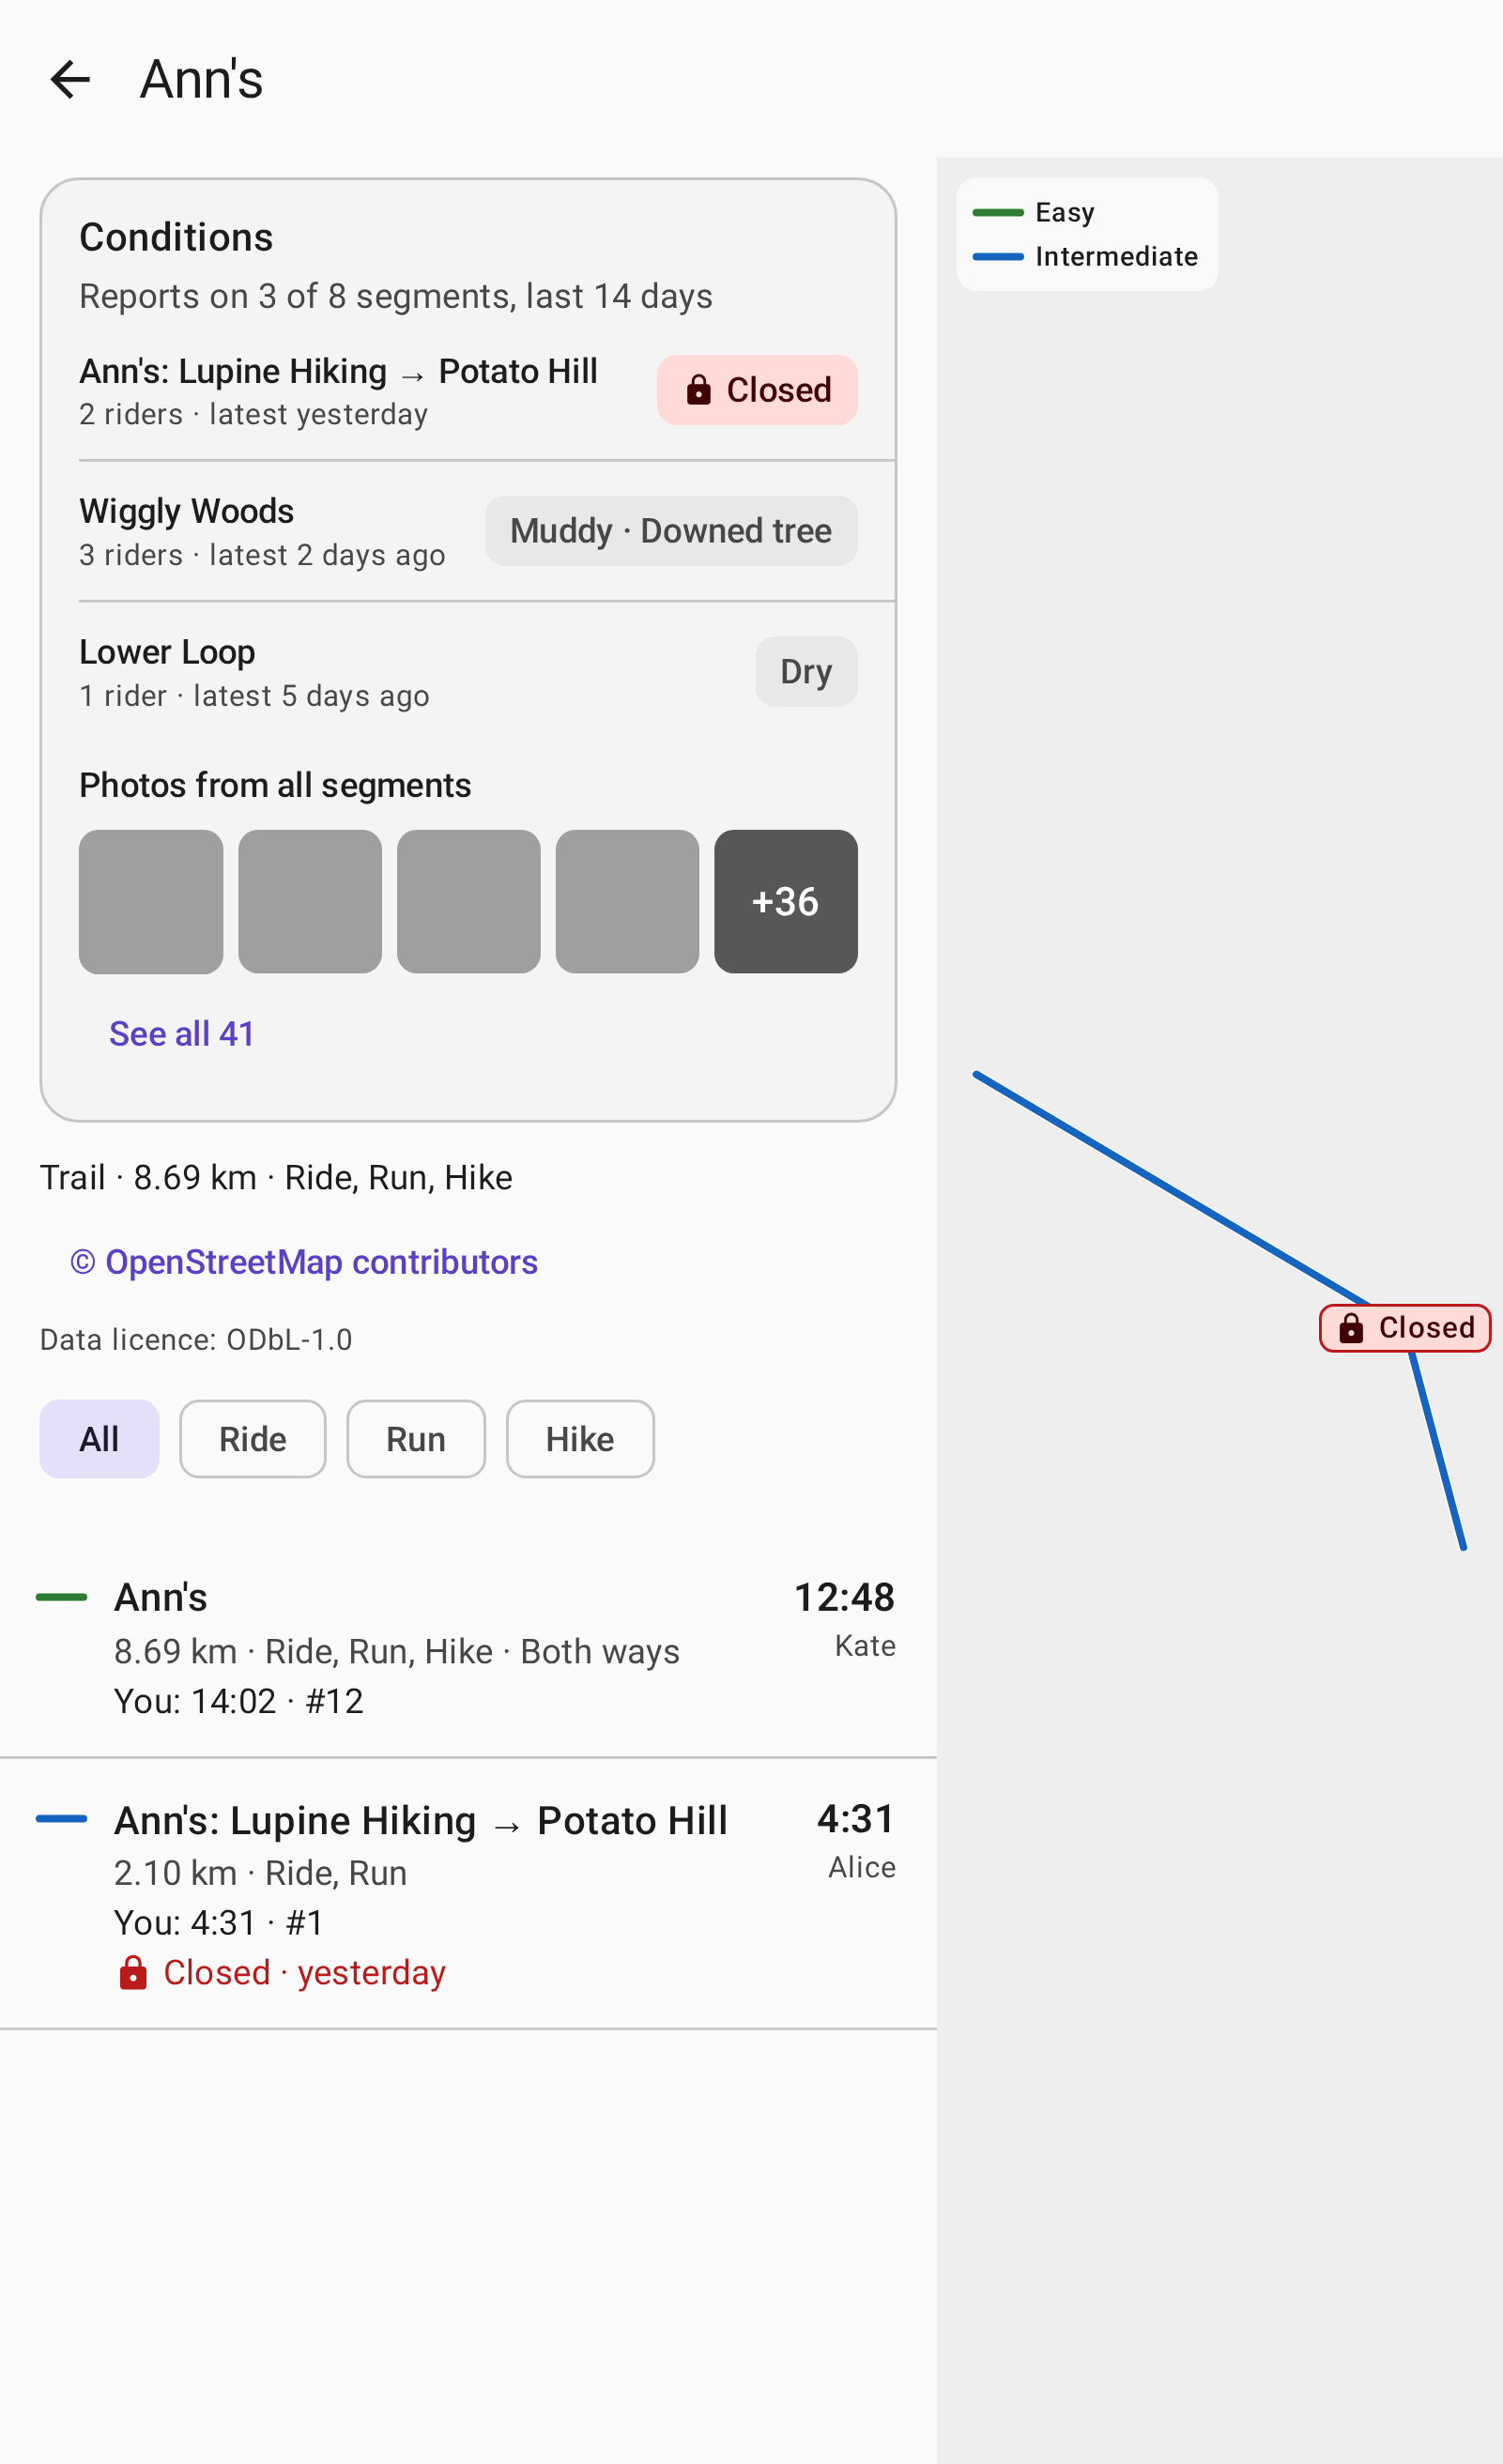 Ann's
Conditions
Reports on 3 of 8 segments, last 14 days
Ann's: Lupine Hiking → Potato Hill
2 riders · latest yesterday
Closed
Wiggly Woods
3 riders · latest 2 days ago
Muddy · Downed tree
Lower Loop
1 rider · latest 5 days ago
Dry
Photos from all segments
+36
See all 41
Trail · 8.69 km · Ride, Run, Hike
© OpenStreetMap contributors
Data licence: ODbL-1.0
All
Ride
Run
Hike
Ann's
12:48
8.69 km · Ride, Run, Hike · Both ways
Kate
You: 14:02 · #12
Ann's: Lupine Hiking → Potato Hill
4:31
2.10 km · Ride, Run
Alice
You: 4:31 · #1
Closed · yesterday
Easy
Intermediate
Closed